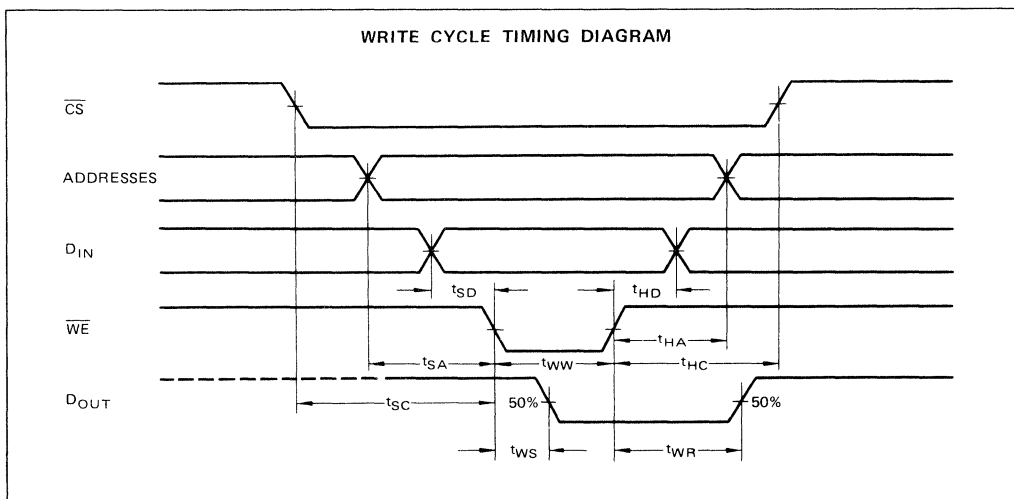 WRITE CYCLE TIMING DIAGRAM
CS
ADDRESSES
DIN
tSD
tHD
WE
tHA
tSA
tWW
tHC
DOUT
tSC
50%
50%
tWS
tWR